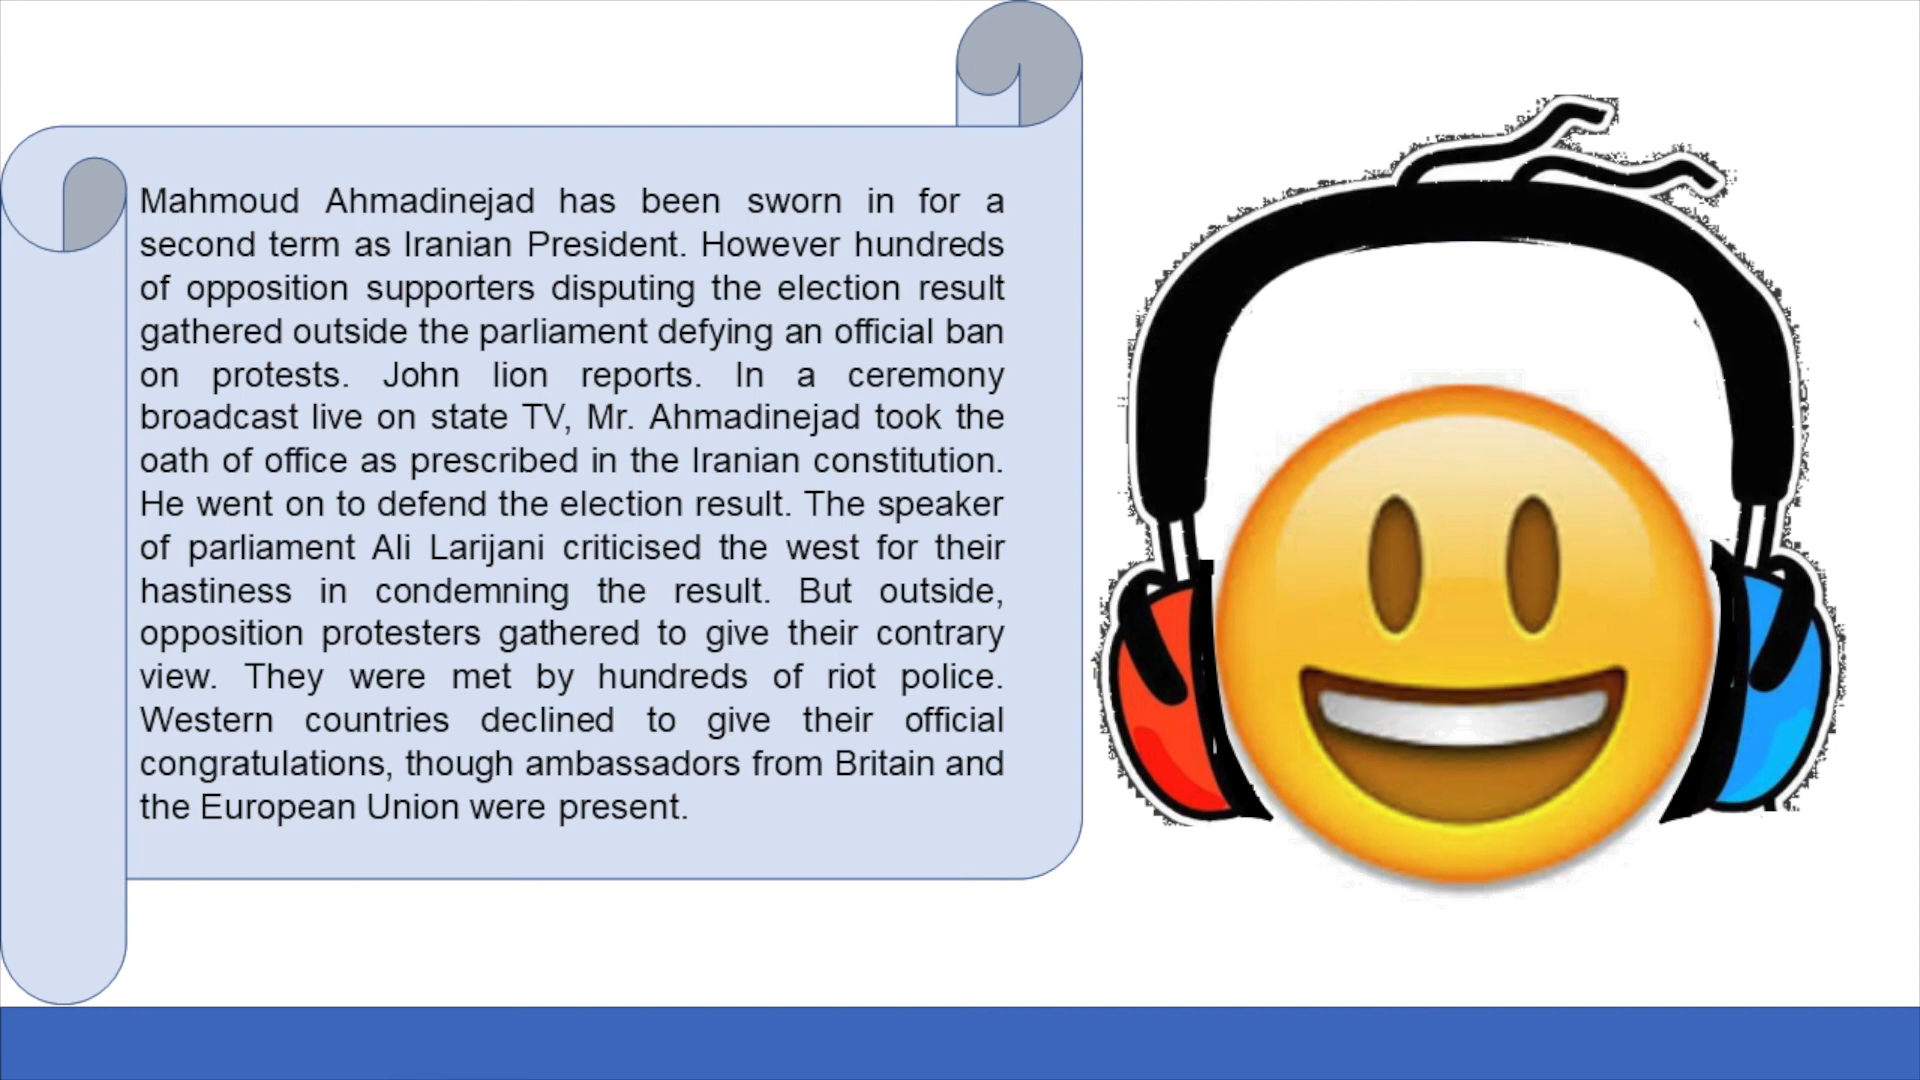 Mahmoud Ahmadinejad has been sworn in for a
second term as Iranian President. However hundreds
of opposition supporters disputing the election result
gathered outside the parliament defying an official ban
on protests. John lion reports. In a ceremony
broadcast live on state TV, Mr. Ahmadinejad took the
oath of office as prescribed in the Iranian constitution.
He went on to defend the election result. The speaker
of parliament Ali Larijani criticised the west for their
hastiness in condemning the result. But outside,
opposition protesters gathered to give their contrary
view. They were met by hundreds of riot police.
Western countries declined to give their official
congratulations, though ambassadors from Britain and
the European Union were present.